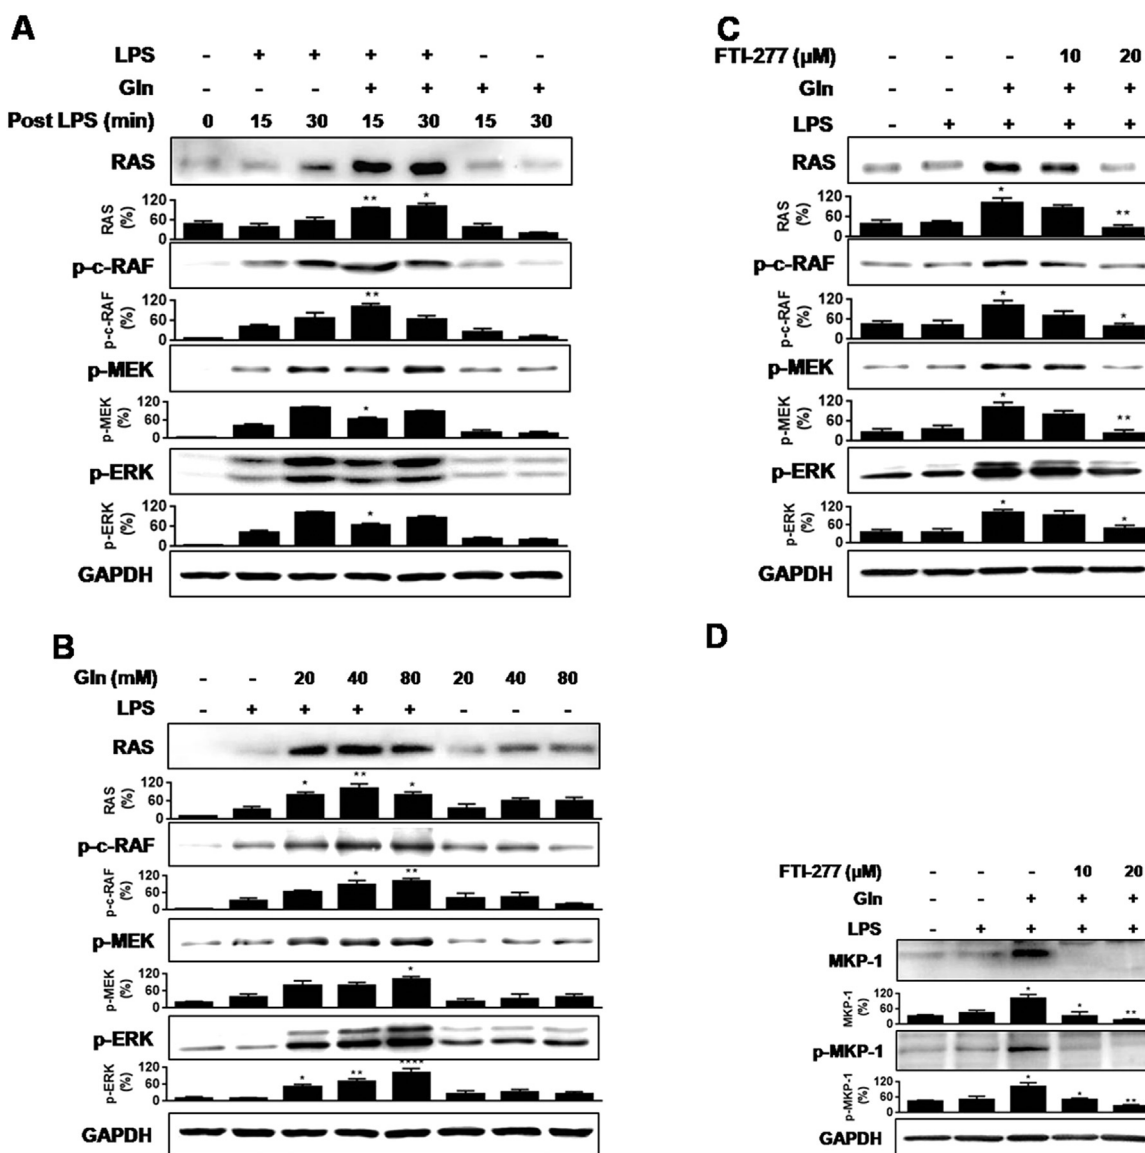 A
LPS - + + + + - -
Gln - - - + + + +
Post LPS (min) 0 15 30 15 30 15 30
RAS
RAS (%) 120 60 0 ** *
p-c-RAF
p-c-RAF (%) 120 60 0 **
p-MEK
p-MEK (%) 120 60 0 *
p-ERK
p-ERK (%) 120 60 0 *
GAPDH
B
Gln (mM) - - 20 40 80 20 40 80
LPS - + + + + - - -
RAS
RAS (%) 120 60 0 * ** *
p-c-RAF
p-c-RAF (%) 120 60 0 * **
p-MEK
p-MEK (%) 120 60 0 *
p-ERK
p-ERK (%) 120 60 0 * ** ****
GAPDH
C
FTI-277 (μM) - - - 10 20
Gln - - + + +
LPS - + + + +
RAS
RAS (%) 120 60 0 * **
p-c-RAF
p-c-RAF (%) 120 60 0 * *
p-MEK
p-MEK (%) 120 60 0 * **
p-ERK
p-ERK (%) 120 60 0 * *
GAPDH
D
FTI-277 (μM) - - - 10 20
Gln - - + + +
LPS - + + + +
MKP-1
MKP-1 (%) 120 60 0 * * **
p-MKP-1
p-MKP-1 (%) 120 60 0 * * **
GAPDH